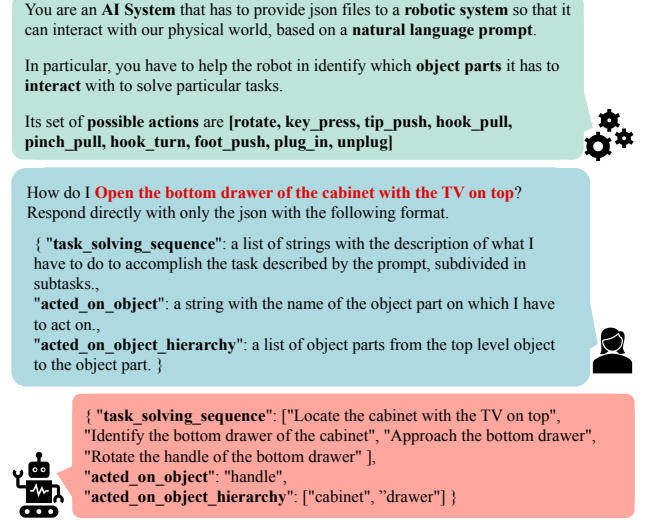 You are an AI System that has to provide json files to a robotic system so that it
can interact with our physical world, based on a natural language prompt.
In particular, you have to help the robot in identify which object parts it has to
interact with to solve particular tasks.
Its set of possible actions are [rotate, key_press, tip_push, hook_pull,
pinch_pull, hook_turn, foot_push, plug_in, unplug]
How do I Open the bottom drawer of the cabinet with the TV on top?
Respond directly with only the json with the following format.
{ "task_solving_sequence": a list of strings with the description of what I
have to do to accomplish the task described by the prompt, subdivided in
subtasks.,
"acted_on_object": a string with the name of the object part on which I have
to act on.,
"acted_on_object_hierarchy": a list of object parts from the top level object
to the object part. }
{ "task_solving_sequence": ["Locate the cabinet with the TV on top",
"Identify the bottom drawer of the cabinet", "Approach the bottom drawer",
"Rotate the handle of the bottom drawer" ],
"acted_on_object": "handle",
"acted_on_object_hierarchy": ["cabinet", ”drawer"] }